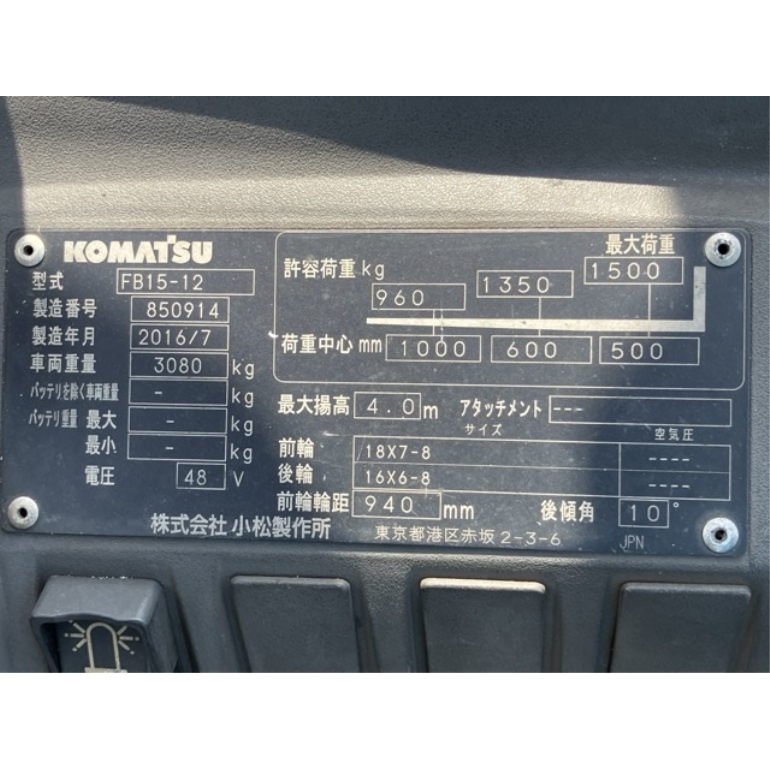 KOMATSU
型式 FB15-12
製造番号 850914
製造年月 2016/7
車両重量 3080 kg
バッテリを除く車両重量 - kg
バッテリ重量 最大 - kg
最小 - kg
電圧 48 V
最大荷重
許容荷重 kg 960 1350 1500
荷重中心 mm 1000 600 500
最大揚高 4.0 m アタッチメント ---
サイズ 空気圧
前輪 18X7-8 ----
後輪 16X6-8 ----
前輪輪距 940 mm 後傾角 10°
株式会社 小松製作所 東京都港区赤坂 2-3-6 JPN